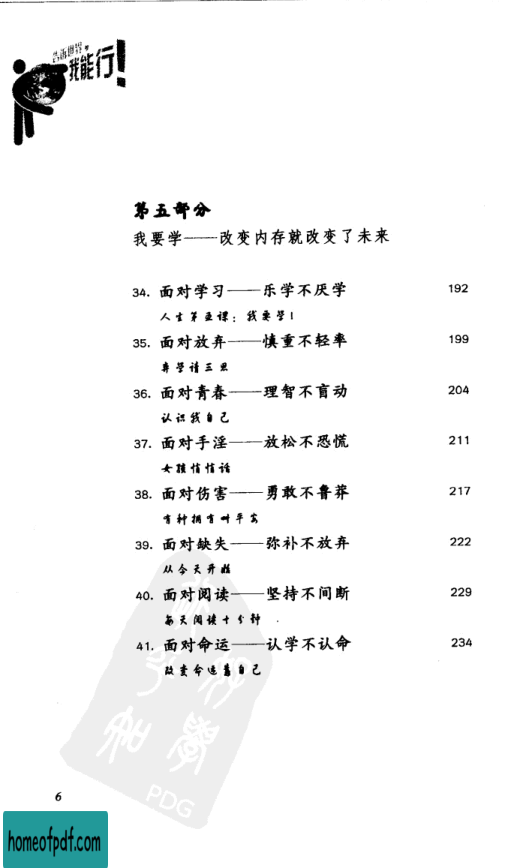 告诉世界，
我能行！
第五部分
我要学——改变内存就改变了未来
34. 面对学习——乐学不厌学 192
人生第五课：我要学！
35. 面对放弃——慎重不轻率 199
弃学请三思
36. 面对青春——理智不盲动 204
认识我自己
37. 面对手淫——放松不恐慌 211
女孩悄悄话
38. 面对伤害——勇敢不鲁莽 217
有种拥有叫平实
39. 面对缺失——弥补不放弃 222
从今天开始
40. 面对阅读——坚持不间断 229
每天阅读十分钟
41. 面对命运——认学不认命 234
改变命运靠自己
6
PDG
homeofpdf.com